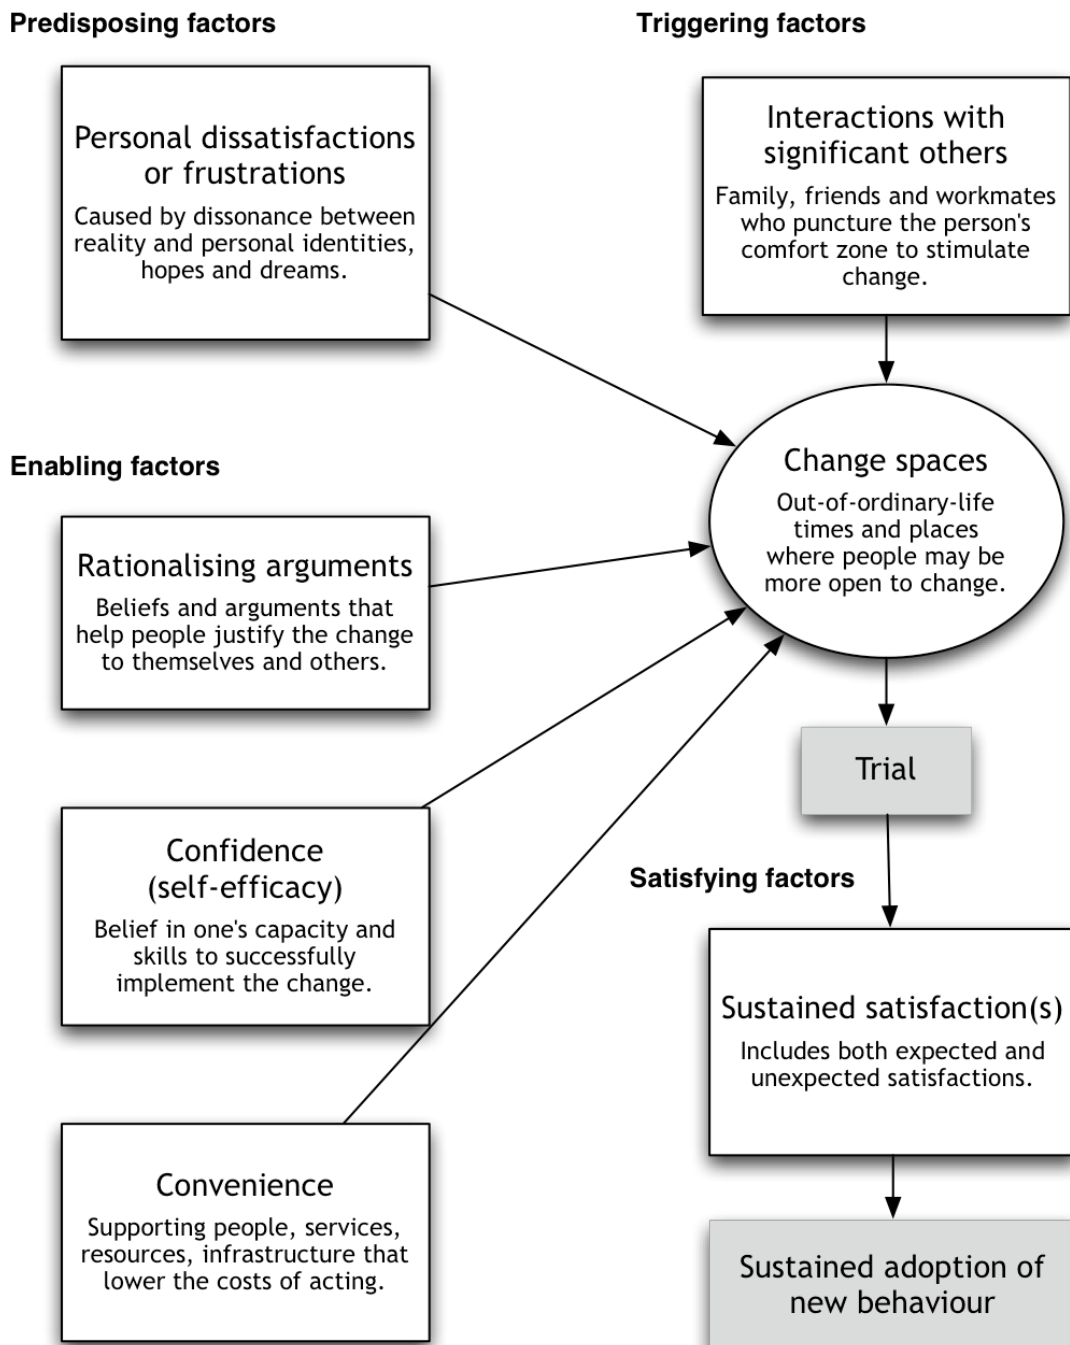 Predisposing factors
Personal dissatisfactions
or frustrations
Caused by dissonance between
reality and personal identities,
hopes and dreams.
Triggering factors
Interactions with
significant others
Family, friends and workmates
who puncture the person's
comfort zone to stimulate
change.
Enabling factors
Rationalising arguments
Beliefs and arguments that
help people justify the change
to themselves and others.
Confidence
(self-efficacy)
Belief in one's capacity and
skills to successfully
implement the change.
Convenience
Supporting people, services,
resources, infrastructure that
lower the costs of acting.
Change spaces
Out-of-ordinary-life
times and places
where people may be
more open to change.
Trial
Satisfying factors
Sustained satisfaction(s)
Includes both expected and
unexpected satisfactions.
Sustained adoption of
new behaviour